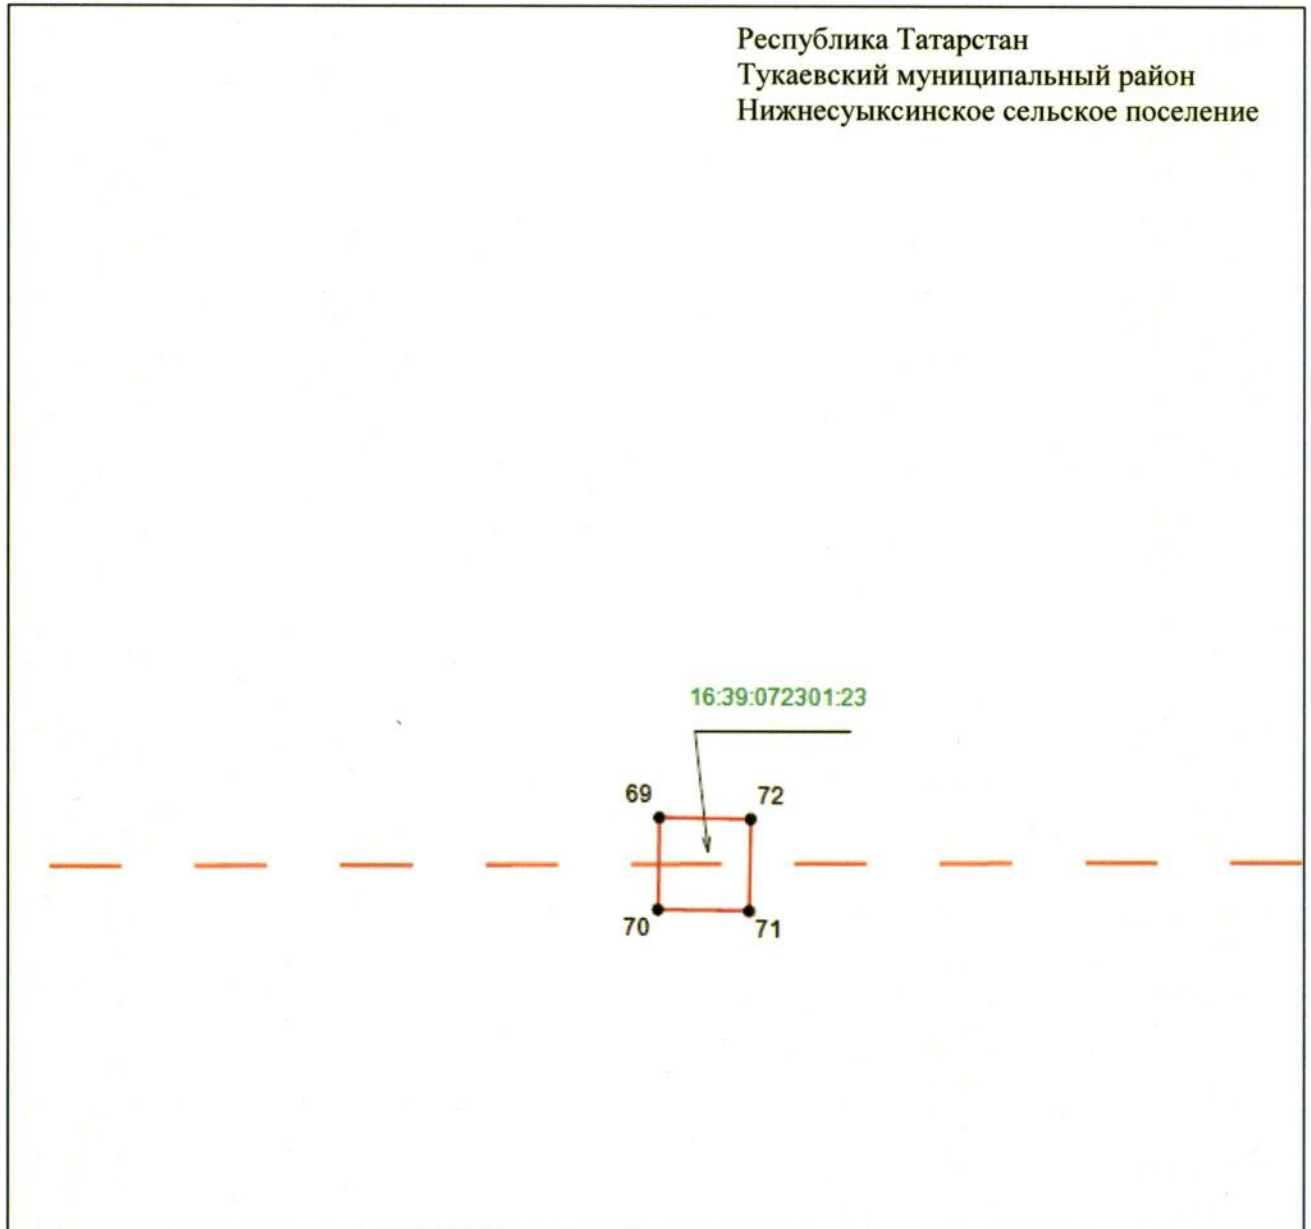 Республика Татарстан
Тукаевский муниципальный район
Нижнесуыксинское сельское поселение
16:39:072301:23
69
72
70
71